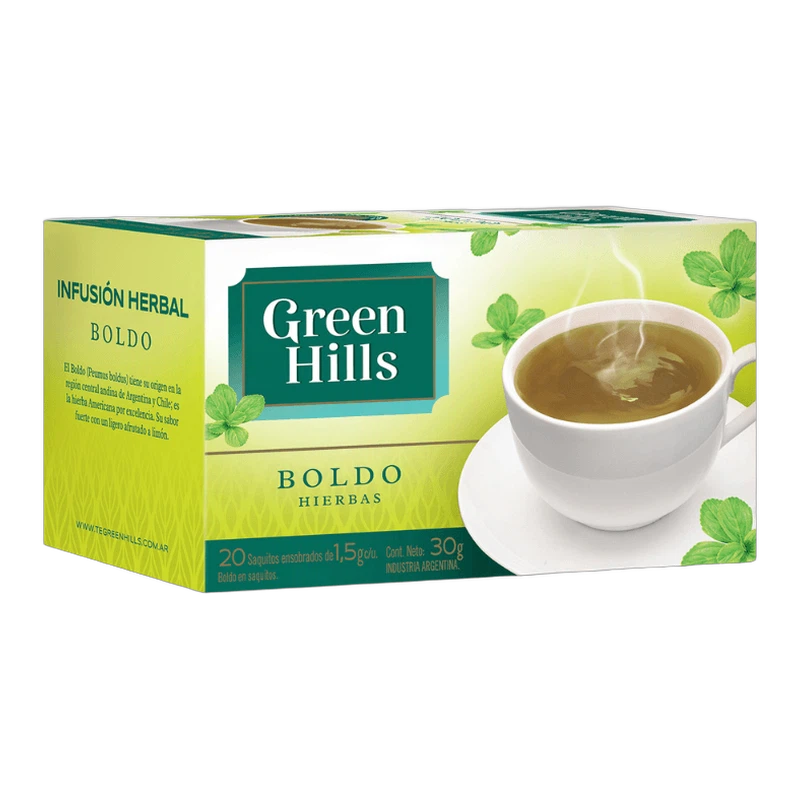 INFUSIÓN HERBAL
BOLDO
El Boldo (Peumus boldus) tiene su origen en la
región central andina de Argentina y Chile; es
la hierba Americana por excelencia. Su sabor
fuerte con un ligero afrutado a limón.
WWW.TEGREENHILLS.COM.AR
Green
Hills
BOLDO
HIERBAS
20 Saquitos ensobrados de 1,5g c/u. Cont. Neto: 30g
Boldo en saquitos. INDUSTRIA ARGENTINA.